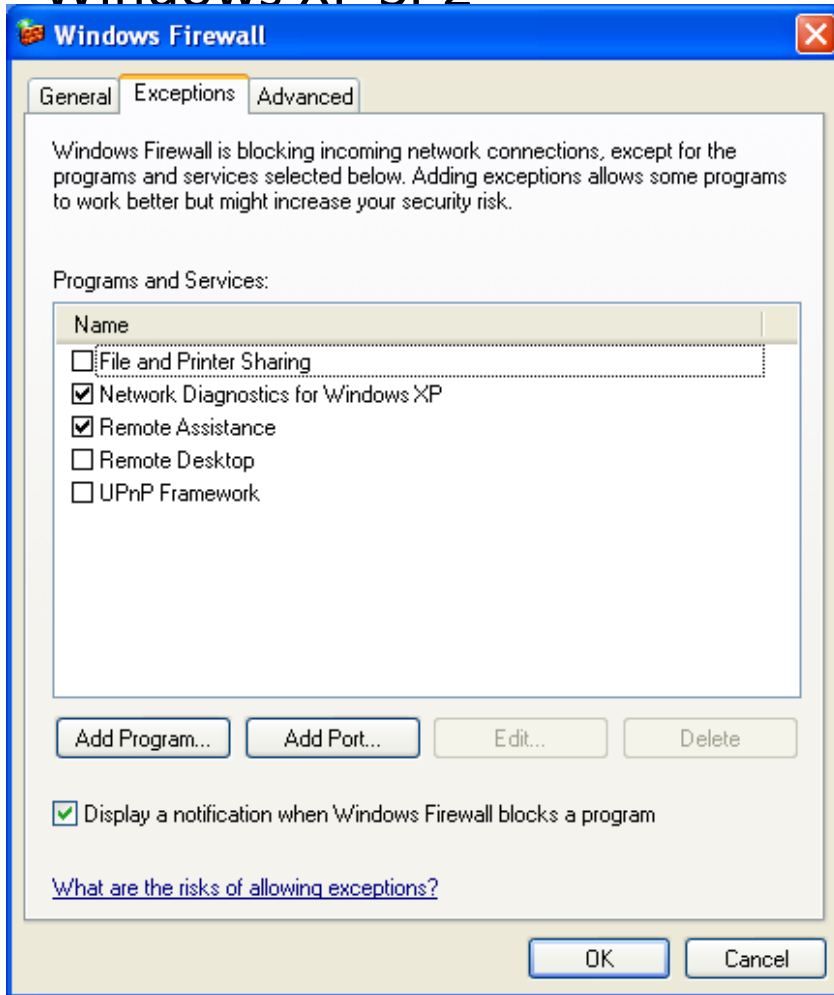 Windows XP SP2
Windows Firewall
General Exceptions Advanced
Windows Firewall is blocking incoming network connections, except for the
programs and services selected below. Adding exceptions allows some programs
to work better but might increase your security risk.
Programs and Services:
Name
File and Printer Sharing
Network Diagnostics for Windows XP
Remote Assistance
Remote Desktop
UPnP Framework
Add Program... Add Port... Edit... Delete
Display a notification when Windows Firewall blocks a program
What are the risks of allowing exceptions?
OK Cancel